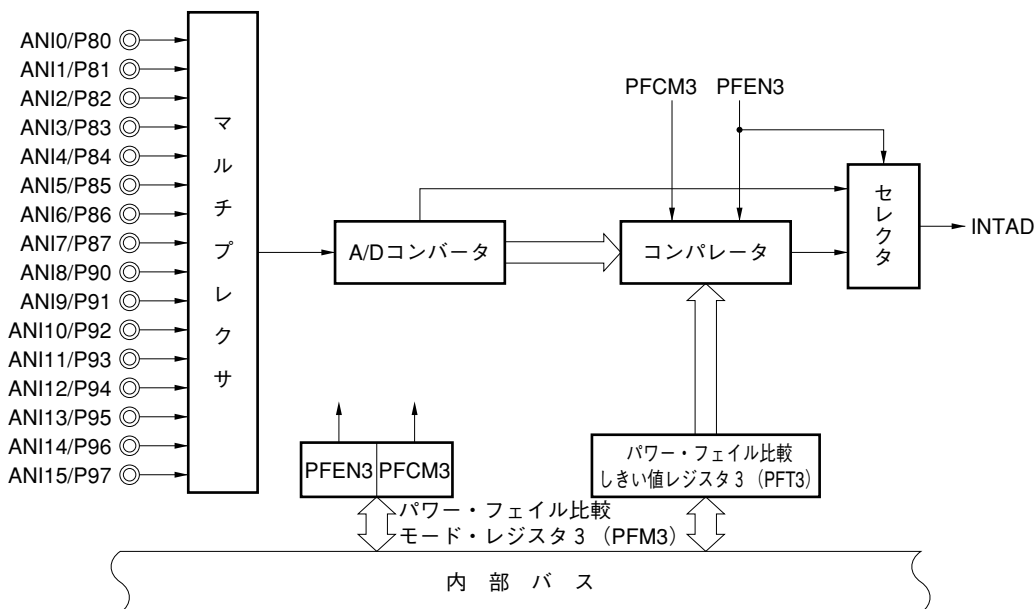 ANI0/P80
ANI1/P81
ANI2/P82
ANI3/P83
ANI4/P84
ANI5/P85
ANI6/P86
ANI7/P87
ANI8/P90
ANI9/P91
ANI10/P92
ANI11/P93
ANI12/P94
ANI13/P95
ANI14/P96
ANI15/P97
マルチプレクサ
PFCM3 PFEN3
A/Dコンバータ
コンパレータ
セレクタ
INTAD
PFEN3 PFCM3
パワー・フェイル比較
しきい値レジスタ3 (PFT3)
パワー・フェイル比較
モード・レジスタ3 (PFM3)
内部バス